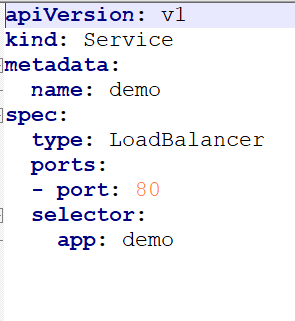 apiVersion: v1
kind: Service
metadata:
  name: demo
spec:
  type: LoadBalancer
  ports:
  - port: 80
  selector:
    app: demo